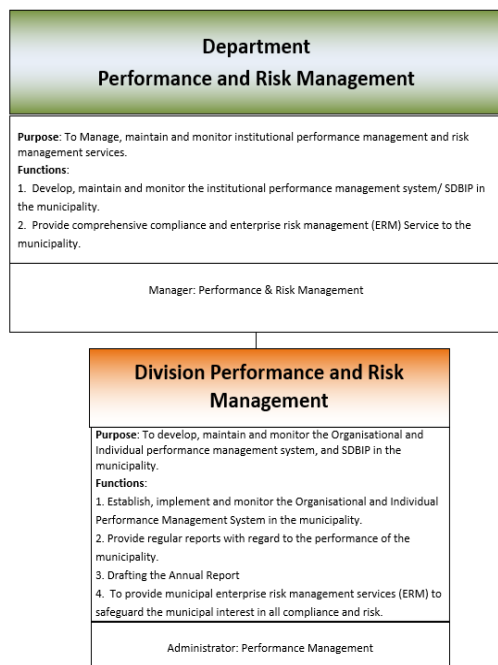 Department
Performance and Risk Management
Purpose: To Manage, maintain and monitor institutional performance management and risk
management services.
Functions:
1. Develop, maintain and monitor the institutional performance management system/ SDBIP in
the municipality.
2. Provide comprehensive compliance and enterprise risk management (ERM) Service to the
municipality.
Manager: Performance & Risk Management
Division Performance and Risk
Management
Purpose: To develop, maintain and monitor the Organisational and
Individual performance management system, and SDBIP in the
municipality.
Functions:
1. Establish, implement and monitor the Organisational and Individual
Performance Management System in the municipality.
2. Provide regular reports with regard to the performance of the
municipality.
3. Drafting the Annual Report
4. To provide municipal enterprise risk management services (ERM) to
safeguard the municipal interest in all compliance and risk.
Administrator: Performance Management